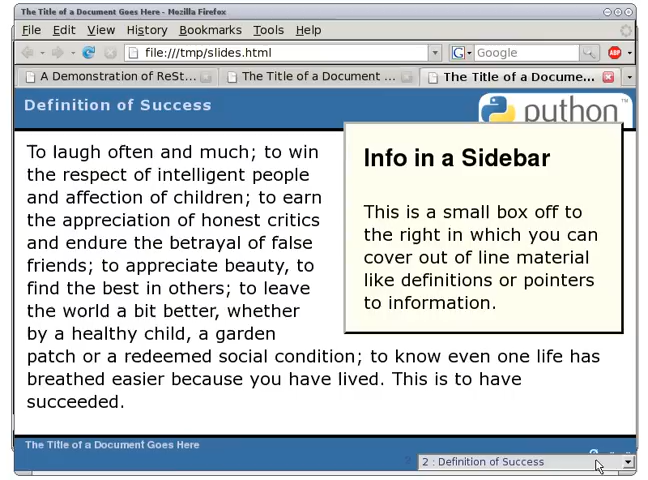 The Title of a Document Goes Here - Mozilla Firefox
File Edit View History Bookmarks Tools Help
file:///tmp/slides.html
G Google
ABP
A Demonstration of ReSt...
The Title of a Document ...
The Title of a Docume...
Definition of Success
python™
To laugh often and much; to win
the respect of intelligent people
and affection of children; to earn
the appreciation of honest critics
and endure the betrayal of false
friends; to appreciate beauty, to
find the best in others; to leave
the world a bit better, whether
by a healthy child, a garden
patch or a redeemed social condition; to know even one life has
breathed easier because you have lived. This is to have
succeeded.
Info in a Sidebar
This is a small box off to
the right in which you can
cover out of line material
like definitions or pointers
to information.
The Title of a Document Goes Here
2 : Definition of Success